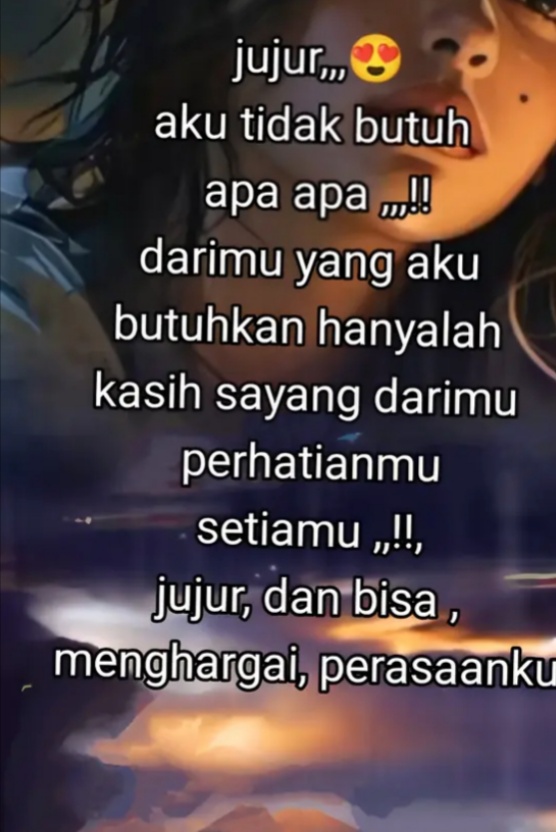 jujur,,,😍
aku tidak butuh
apa apa ,,,!!
darimu yang aku
butuhkan hanyalah
kasih sayang darimu
perhatianmu
setiamu ,,!!,
jujur, dan bisa ,
menghargai, perasaanku